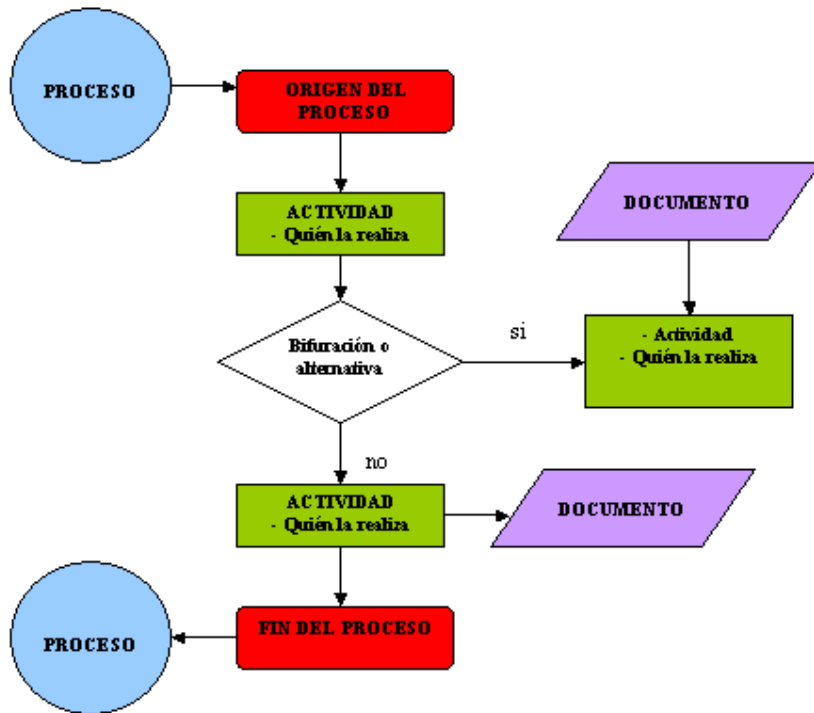 PROCESO
ORIGEN DEL
PROCESO
ACTIVIDAD
- Quién la realiza
DOCUMENTO
Bifuración o
alternativa
si
- Actividad
- Quién la realiza
no
ACTIVIDAD
- Quién la realiza
DOCUMENTO
FIN DEL PROCESO
PROCESO